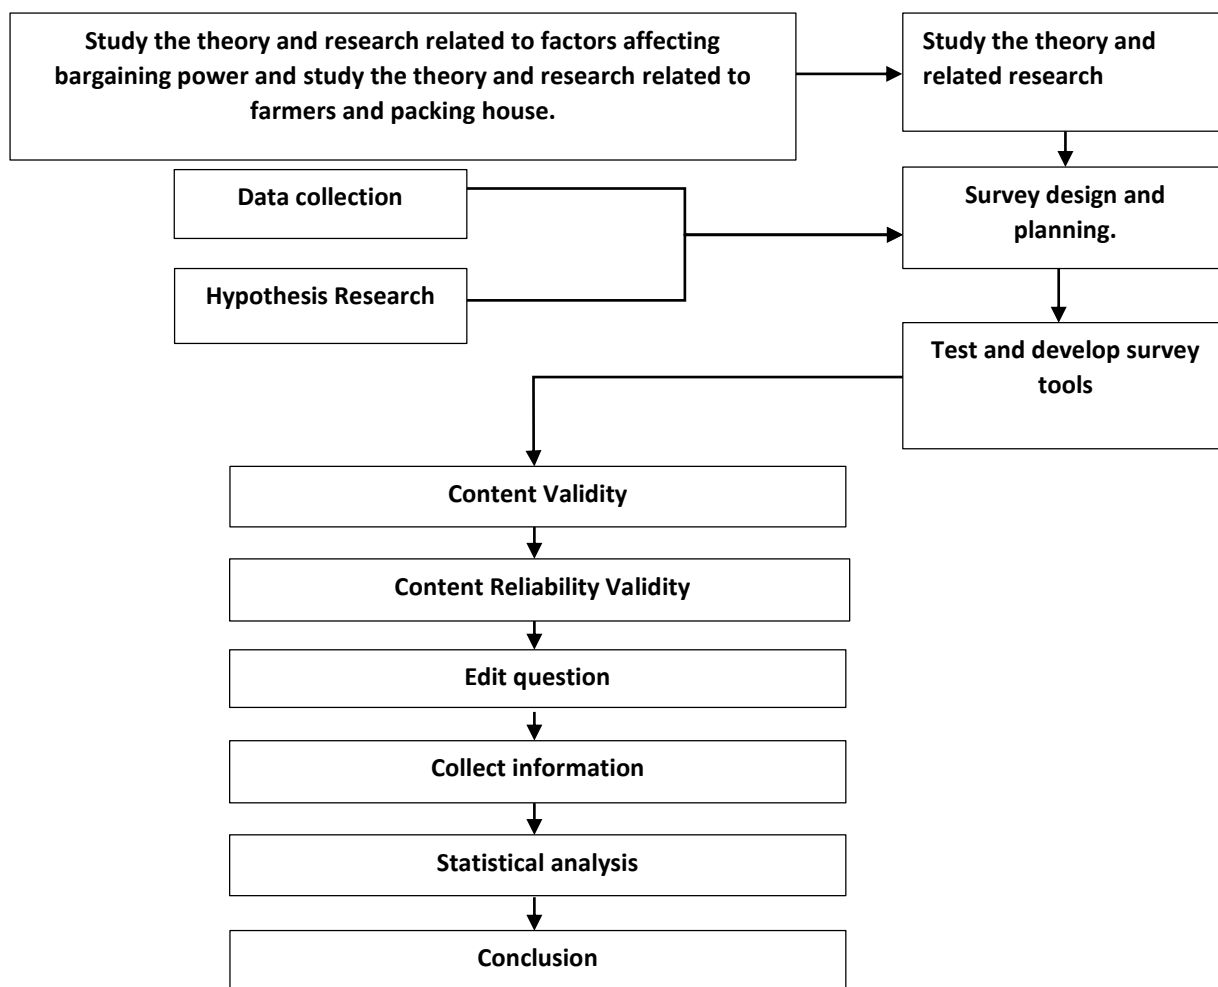 Study the theory and research related to factors affecting
bargaining power and study the theory and research related to
farmers and packing house.
Study the theory and
related research
Data collection
Survey design and
planning.
Hypothesis Research
Test and develop survey
tools
Content Validity
Content Reliability Validity
Edit question
Collect information
Statistical analysis
Conclusion